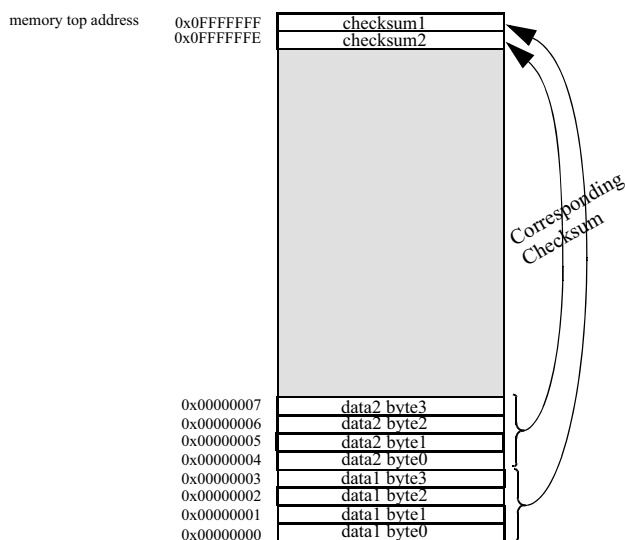 memory top address 0x0FFFFFFF checksum1
0x0FFFFFFE checksum2
Corresponding
Checksum
0x00000007 data2 byte3
0x00000006 data2 byte2
0x00000005 data2 byte1
0x00000004 data2 byte0
0x00000003 data1 byte3
0x00000002 data1 byte2
0x00000001 data1 byte1
0x00000000 data1 byte0